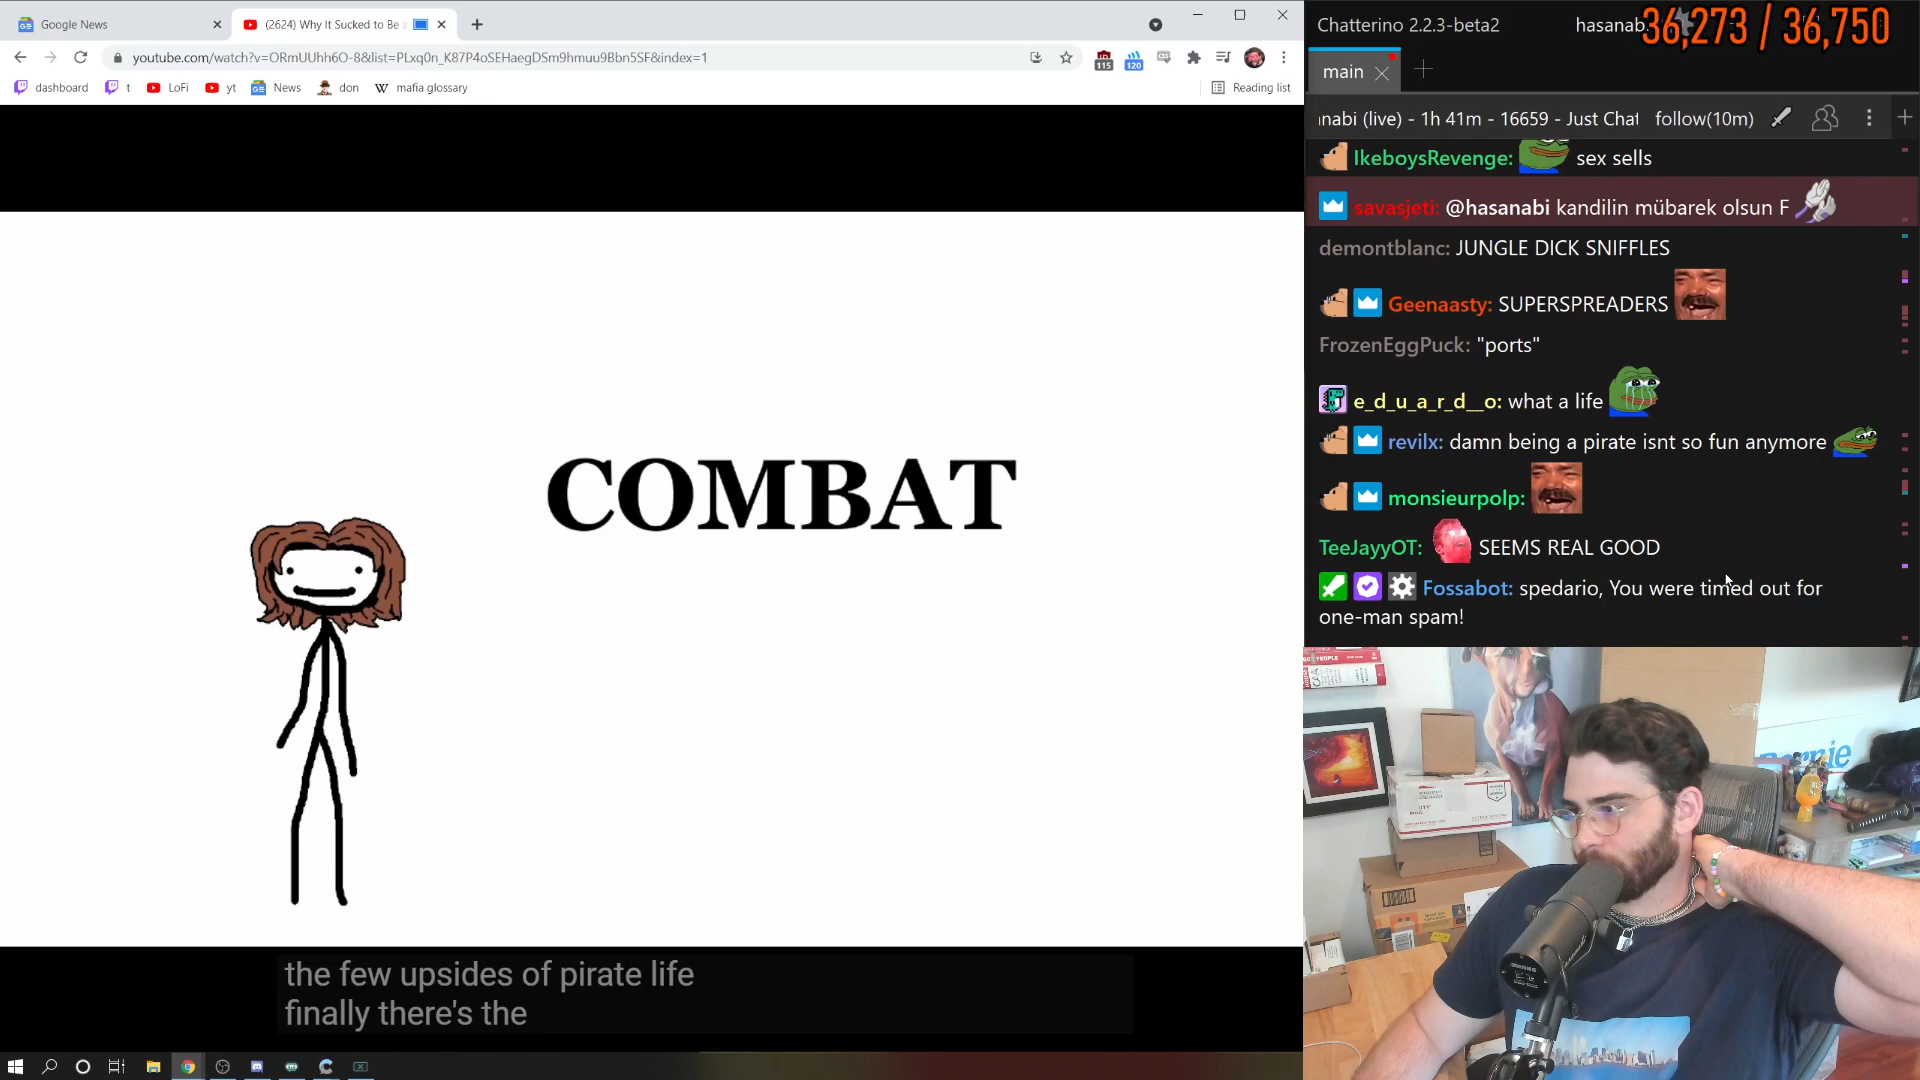 Google News
(2624) Why It Sucked to Be a
youtube.com/watch?v=ORmUUhh6O-8&list=PLxq0n_K87P4oSEHaegDSm9hmuu9Bbn5SF&index=1
115
120
dashboard
t
LoFi
yt
News
don
mafia glossary
Reading list
COMBAT
the few upsides of pirate life
finally there's the
Chatterino 2.2.3-beta2
hasanab
36,273 / 36,750
main
nabi (live) - 1h 41m - 16659 - Just Chat
follow(10m)
IkeboysRevenge: sex sells
savasjeti: @hasanabi kandilin mübarek olsun F
demontblanc: JUNGLE DICK SNIFFLES
Geenaasty: SUPERSPREADERS
FrozenEggPuck: "ports"
e_d_u_a_r_d__o: what a life
revilx: damn being a pirate isnt so fun anymore
monsieurpolp:
TeeJayyOT: SEEMS REAL GOOD
Fossabot: spedario, You were timed out for
one-man spam!
Bernie